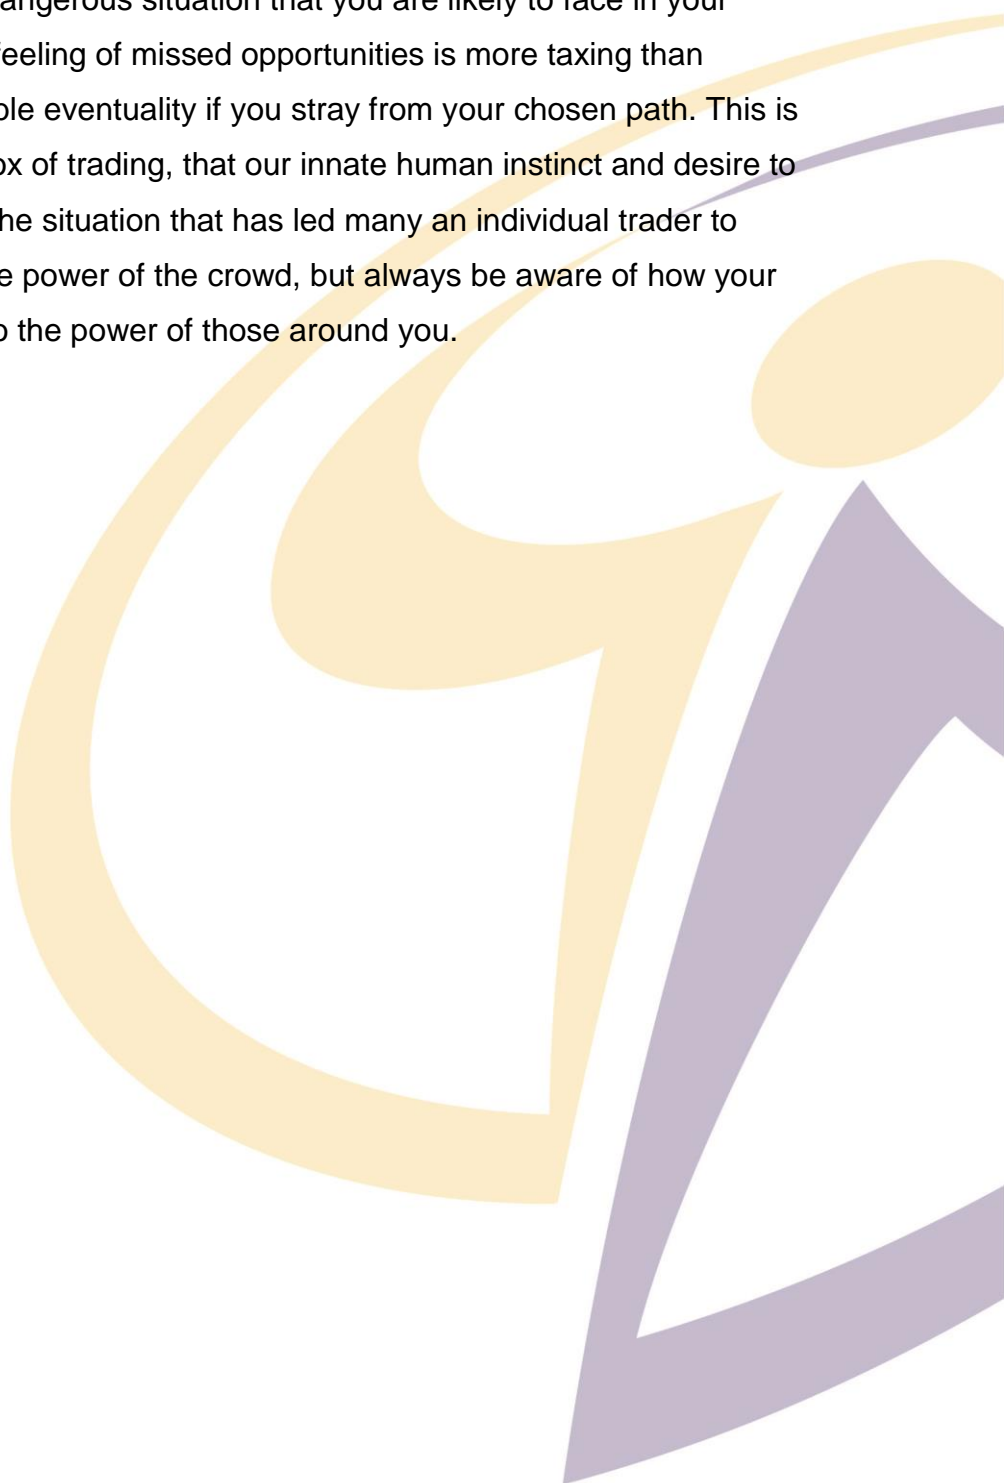 dangerous situation that you are likely to face in your
feeling of missed opportunities is more taxing than
ble eventuality if you stray from your chosen path. This is
ox of trading, that our innate human instinct and desire to
he situation that has led many an individual trader to
e power of the crowd, but always be aware of how your
o the power of those around you.